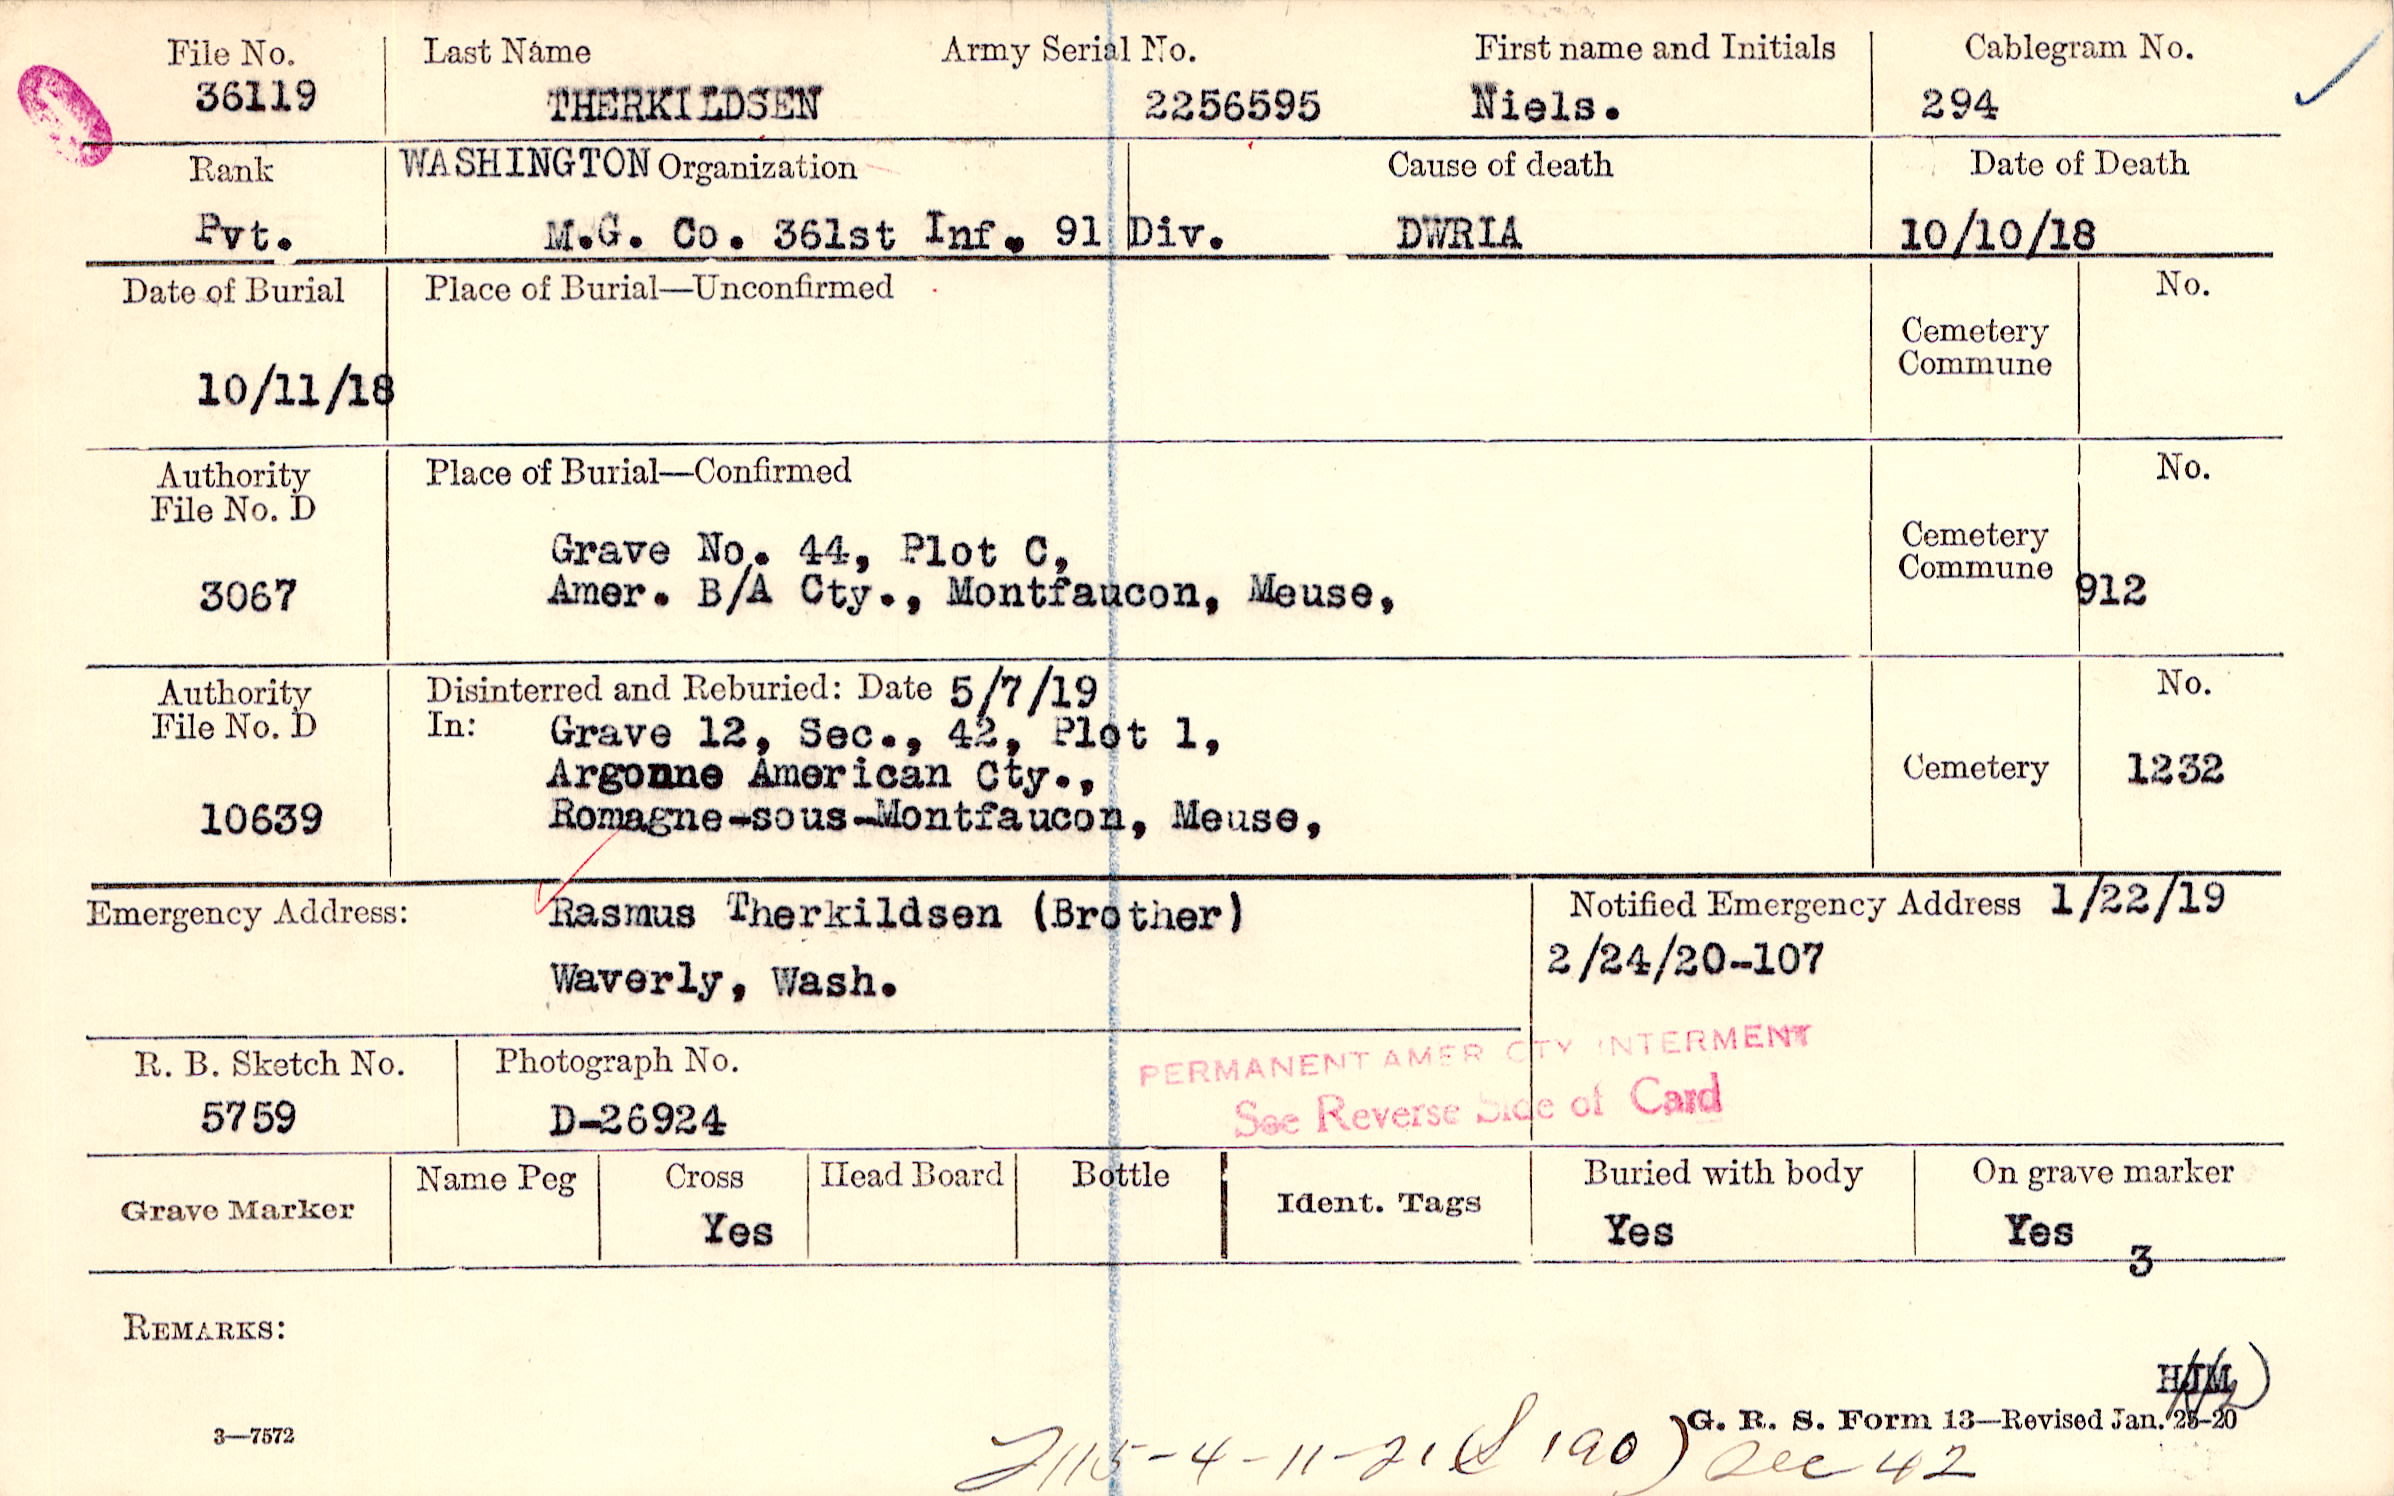 File No. Last Name Army Serial No. First name and Initials Cablegram No.
36119 THERKILDSEN 2256595 Niels. 294
Rank WASHINGTON Organization Cause of death Date of Death
Pvt. M.G. Co. 361st Inf. 91 Div. DWRIA 10/10/18
Date of Burial Place of Burial—Unconfirmed No.
Cemetery
Commune
10/11/18
Authority Place of Burial—Confirmed No.
File No. D
Grave No. 44, Plot C, Cemetery
3067 Amer. B/A Cty., Montfaucon, Meuse, Commune 912
Authority Disinterred and Reburied: Date 5/7/19 No.
File No. D In: Grave 12, Sec., 42, Plot 1,
Argonne American Cty., Cemetery 1232
10639 Romagne-sous-Montfaucon, Meuse,
Emergency Address: Rasmus Therkildsen (Brother) Notified Emergency Address 1/22/19
Waverly, Wash. 2/24/20-107
R. B. Sketch No. Photograph No. PERMANENT AMER CTY INTERMENT
5759 D-26924 See Reverse Side of Card
Grave Marker Name Peg Cross Head Board Bottle Ident. Tags Buried with body On grave marker
Yes Yes Yes
3
REMARKS:
HJM
3—7572 G. R. S. Form 13—Revised Jan. 25-20
4-11-21 190) Sec 42